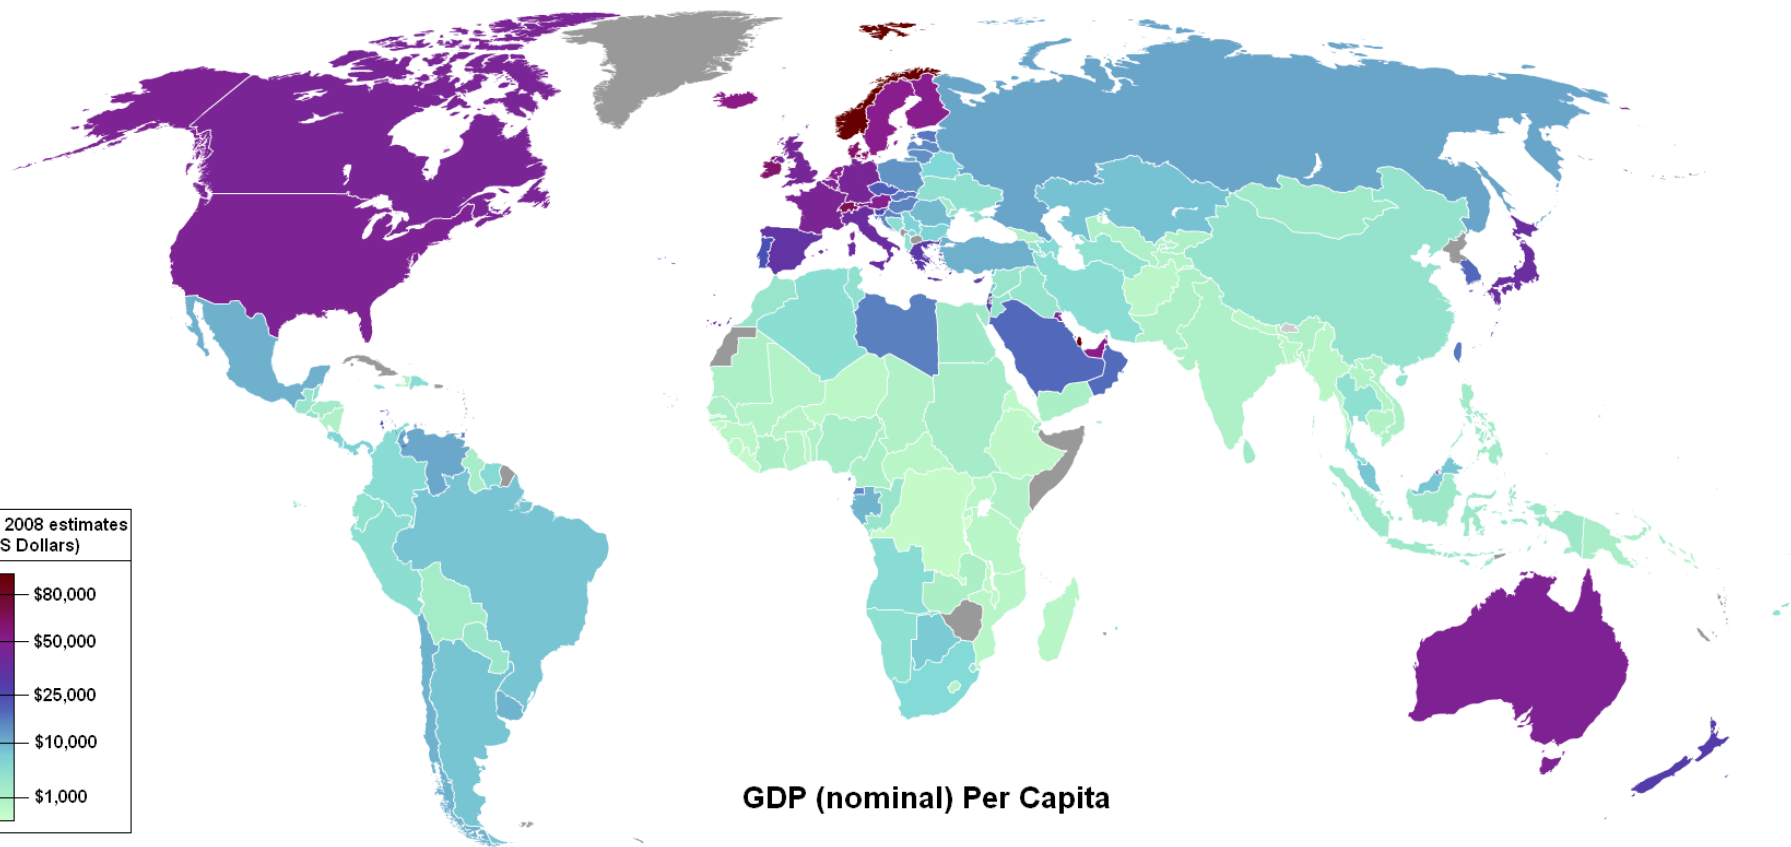 2008 estimates
S Dollars)
$80,000
$50,000
$25,000
$10,000
$1,000
GDP (nominal) Per Capita